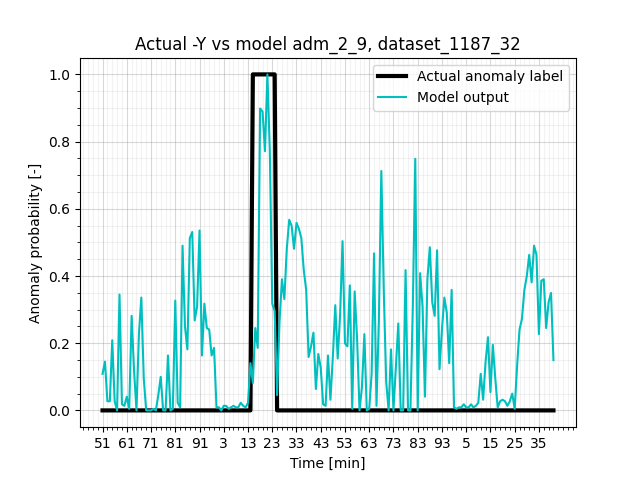 Actual -Y vs model adm_2_9, dataset_1187_32
Actual anomaly label
Model output
Anomaly probability [-]
1.0
0.8
0.6
0.4
0.2
0.0
51 61 71 81 91 3 13 23 33 43 53 63 73 83 93 5 15 25 35
Time [min]